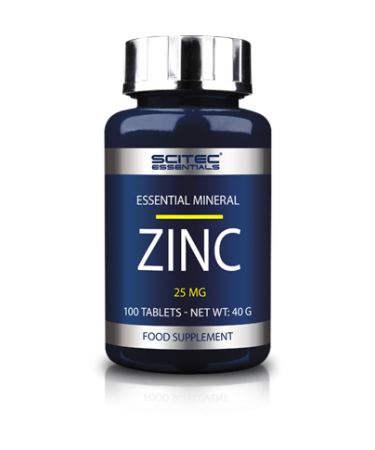 SCITEC®
ESSENTIALS
ESSENTIAL MINERAL
ZINC
25 MG
100 TABLETS - NET WT: 40 G
FOOD SUPPLEMENT